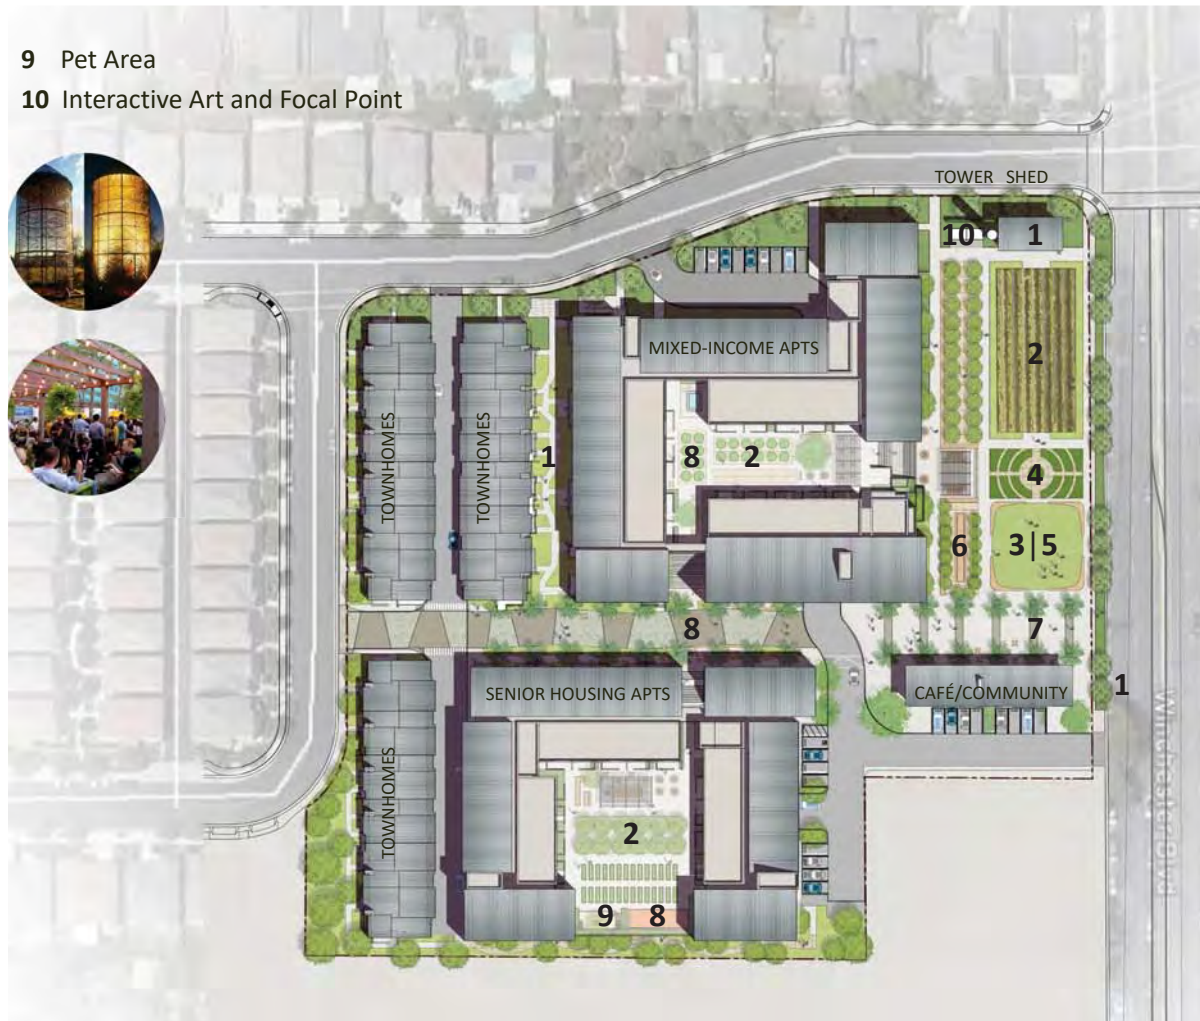 9 Pet Area
10 Interactive Art and Focal Point
TOWER SHED
10
1
MIXED-INCOME APTS
2
TOWNHOMES
TOWNHOMES
1
8
2
4
6
3|5
8
7
SENIOR HOUSING APTS
CAFÉ/COMMUNITY
1
Winchester Blvd
TOWNHOMES
2
9
8